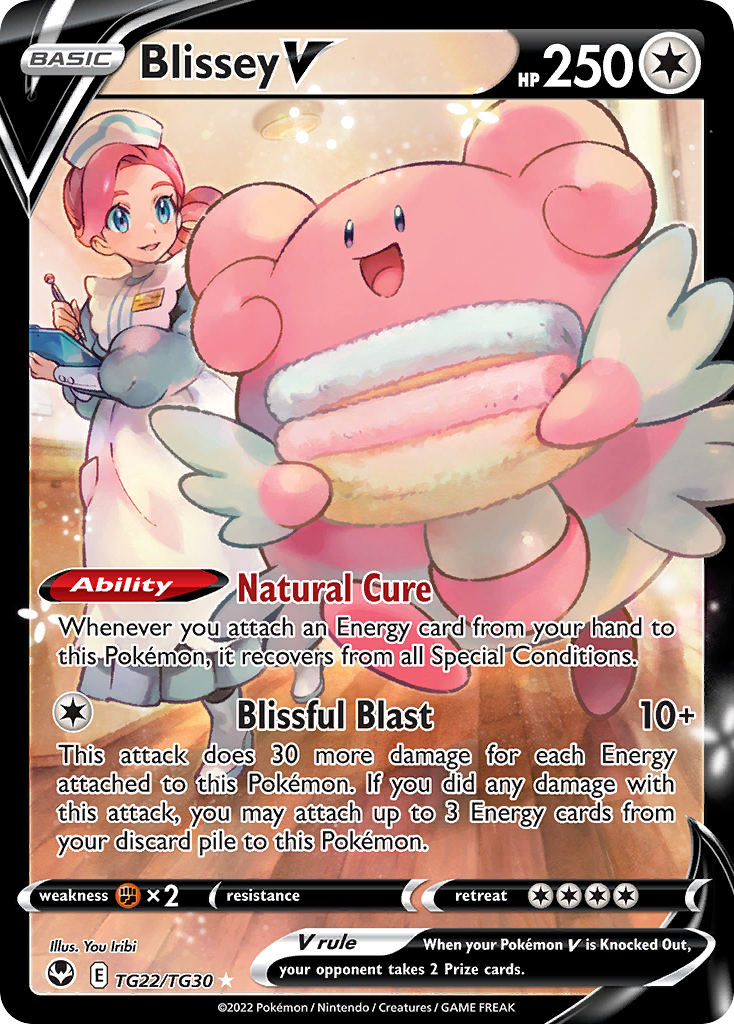 BASIC Blissey V HP 250
Ability Natural Cure
Whenever you attach an Energy card from your hand to
this Pokémon, it recovers from all Special Conditions.
Blissful Blast 10+
This attack does 30 more damage for each Energy
attached to this Pokémon. If you did any damage with
this attack, you may attach up to 3 Energy cards from
your discard pile to this Pokémon.
weakness ×2 resistance retreat
Illus. You Iribi
V rule When your Pokémon V is Knocked Out,
your opponent takes 2 Prize cards.
E TG22/TG30
©2022 Pokémon / Nintendo / Creatures / GAME FREAK